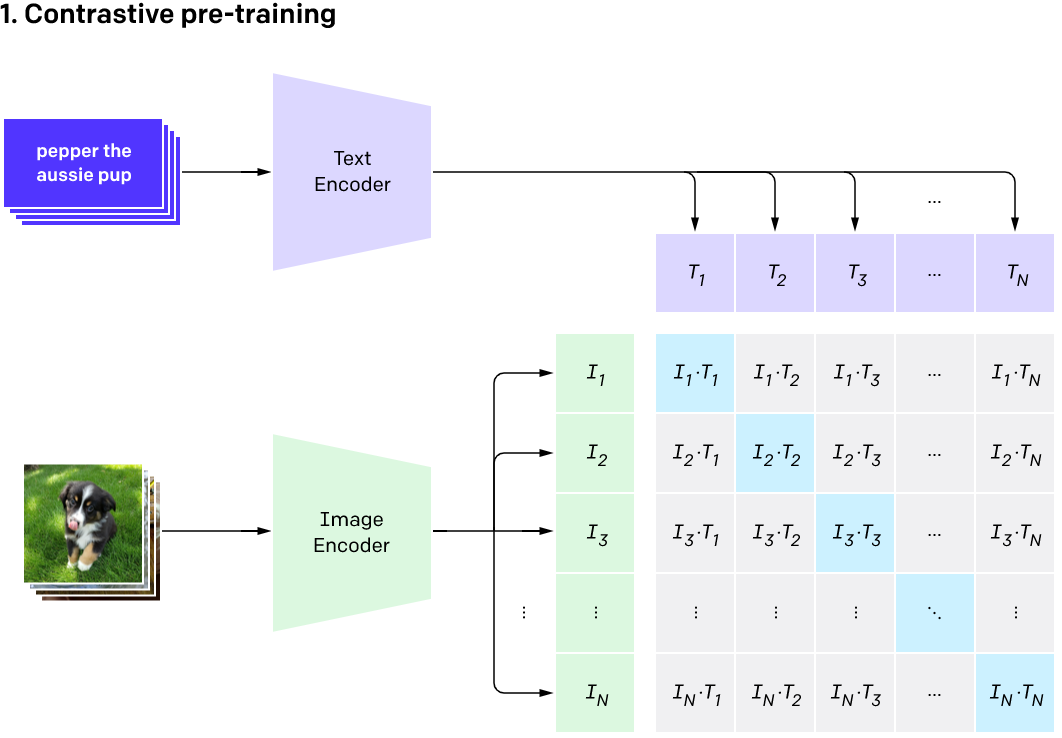 1. Contrastive pre-training
pepper the
aussie pup
Text
Encoder
...
T1 T2 T3 ... TN
I1 I1·T1 I1·T2 I1·T3 ... I1·TN
I2 I2·T1 I2·T2 I2·T3 ... I2·TN
Image
Encoder
I3 I3·T1 I3·T2 I3·T3 ... I3·TN
⋮ ⋮ ⋮ ⋮ ⋮ ⋱ ⋮
IN IN·T1 IN·T2 IN·T3 ... IN·TN